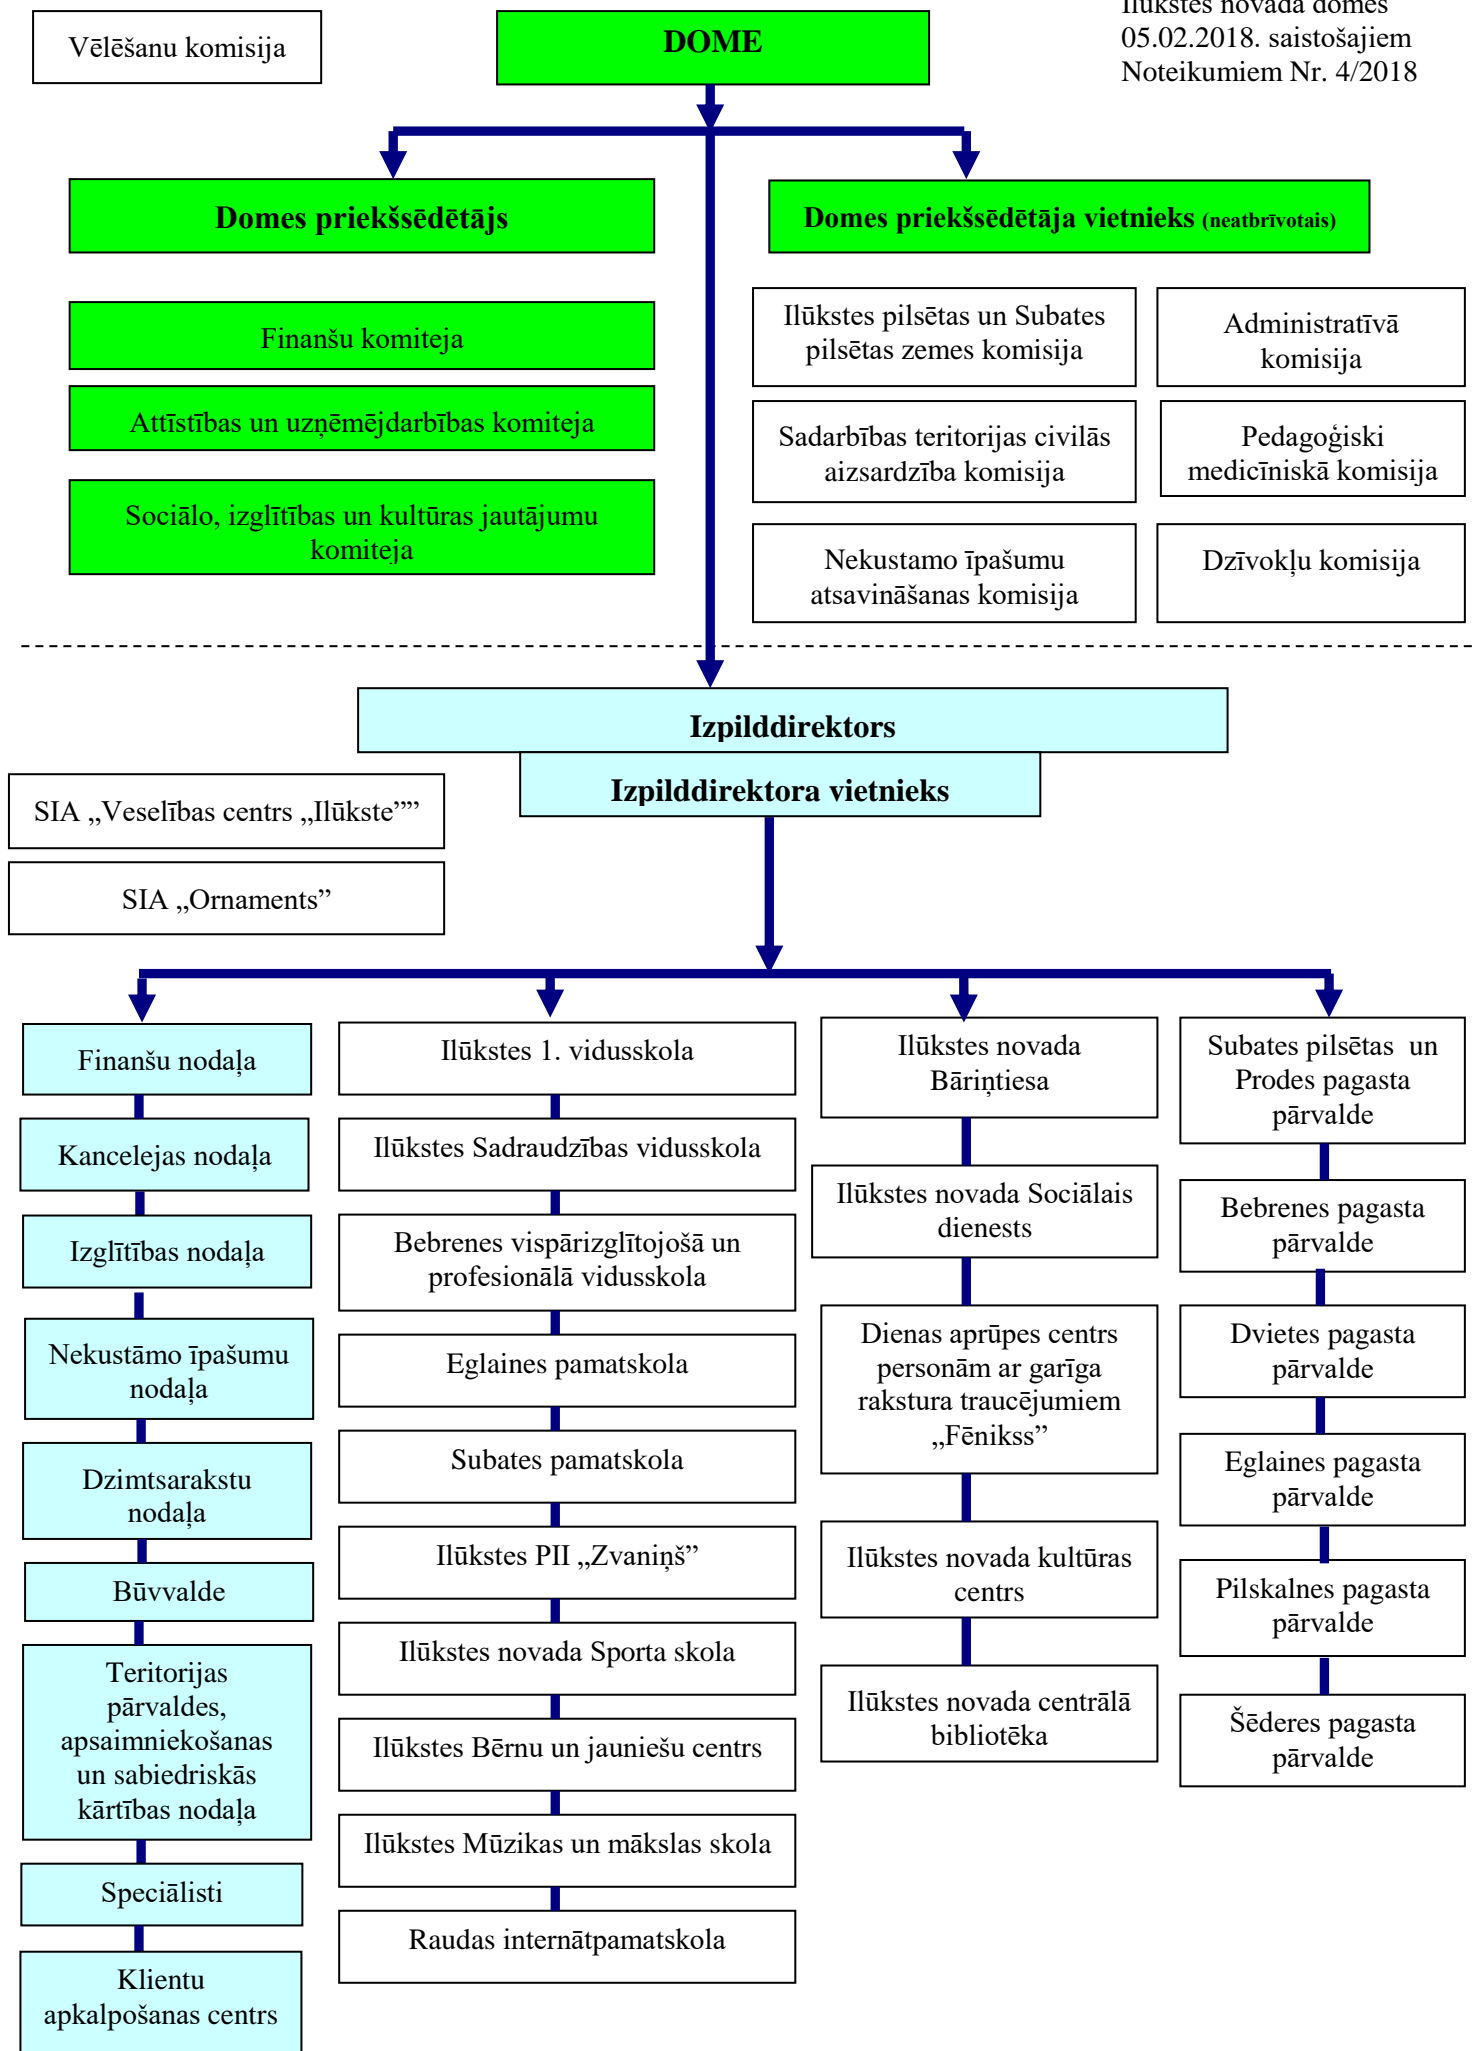 Ilūkstes novada domes
05.02.2018. saistošajiem
Noteikumiem Nr. 4/2018
Vēlēšanu komisija
DOME
Domes priekšsēdētājs
Domes priekšsēdētāja vietnieks (neatbrīvotais)
Finanšu komiteja
Attīstības un uzņēmējdarbības komiteja
Sociālo, izglītības un kultūras jautājumu
komiteja
Ilūkstes pilsētas un Subates
pilsētas zemes komisija
Administratīvā
komisija
Sadarbības teritorijas civilās
aizsardzība komisija
Pedagoģiski
medicīniskā komisija
Nekustamo īpašumu
atsavināšanas komisija
Dzīvokļu komisija
Izpilddirektors
Izpilddirektora vietnieks
SIA „Veselības centrs „Ilūkste””
SIA „Ornaments”
Finanšu nodaļa
Kancelejas nodaļa
Izglītības nodaļa
Nekustāmo īpašumu
nodaļa
Dzimtsarakstu
nodaļa
Būvvalde
Teritorijas
pārvaldes,
apsaimniekošanas
un sabiedriskās
kārtības nodaļa
Speciālisti
Klientu
apkalpošanas centrs
Ilūkstes 1. vidusskola
Ilūkstes Sadraudzības vidusskola
Bebrenes vispārizglītojošā un
profesionālā vidusskola
Eglaines pamatskola
Subates pamatskola
Ilūkstes PII „Zvaniņš”
Ilūkstes novada Sporta skola
Ilūkstes Bērnu un jauniešu centrs
Ilūkstes Mūzikas un mākslas skola
Raudas internātpamatskola
Ilūkstes novada
Bāriņtiesa
Ilūkstes novada Sociālais
dienests
Dienas aprūpes centrs
personām ar garīga
rakstura traucējumiem
„Fēnikss”
Ilūkstes novada kultūras
centrs
Ilūkstes novada centrālā
bibliotēka
Subates pilsētas un
Prodes pagasta
pārvalde
Bebrenes pagasta
pārvalde
Dvietes pagasta
pārvalde
Eglaines pagasta
pārvalde
Pilskalnes pagasta
pārvalde
Šēderes pagasta
pārvalde